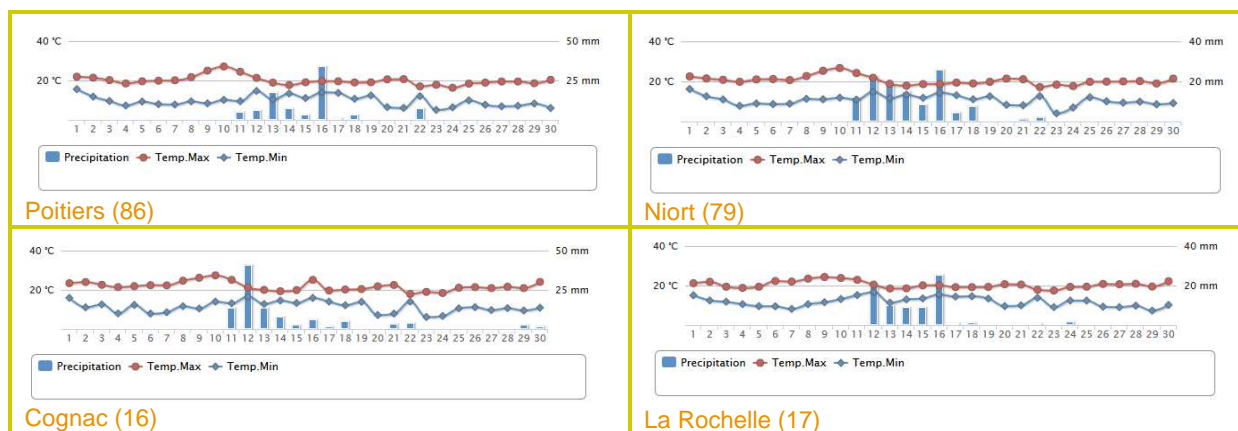 40 °C
50 mm
20 °C
25 mm
1 2 3 4 5 6 7 8 9 10 11 12 13 14 15 16 17 18 19 20 21 22 23 24 25 26 27 28 29 30
Precipitation Temp.Max Temp.Min
Poitiers (86)
40 °C
40 mm
20 °C
20 mm
1 2 3 4 5 6 7 8 9 10 11 12 13 14 15 16 17 18 19 20 21 22 23 24 25 26 27 28 29 30
Precipitation Temp.Max Temp.Min
Niort (79)
40 °C
50 mm
20 °C
25 mm
1 2 3 4 5 6 7 8 9 10 11 12 13 14 15 16 17 18 19 20 21 22 23 24 25 26 27 28 29 30
Precipitation Temp.Max Temp.Min
Cognac (16)
40 °C
40 mm
20 °C
20 mm
1 2 3 4 5 6 7 8 9 10 11 12 13 14 15 16 17 18 19 20 21 22 23 24 25 26 27 28 29 30
Precipitation Temp.Max Temp.Min
La Rochelle (17)